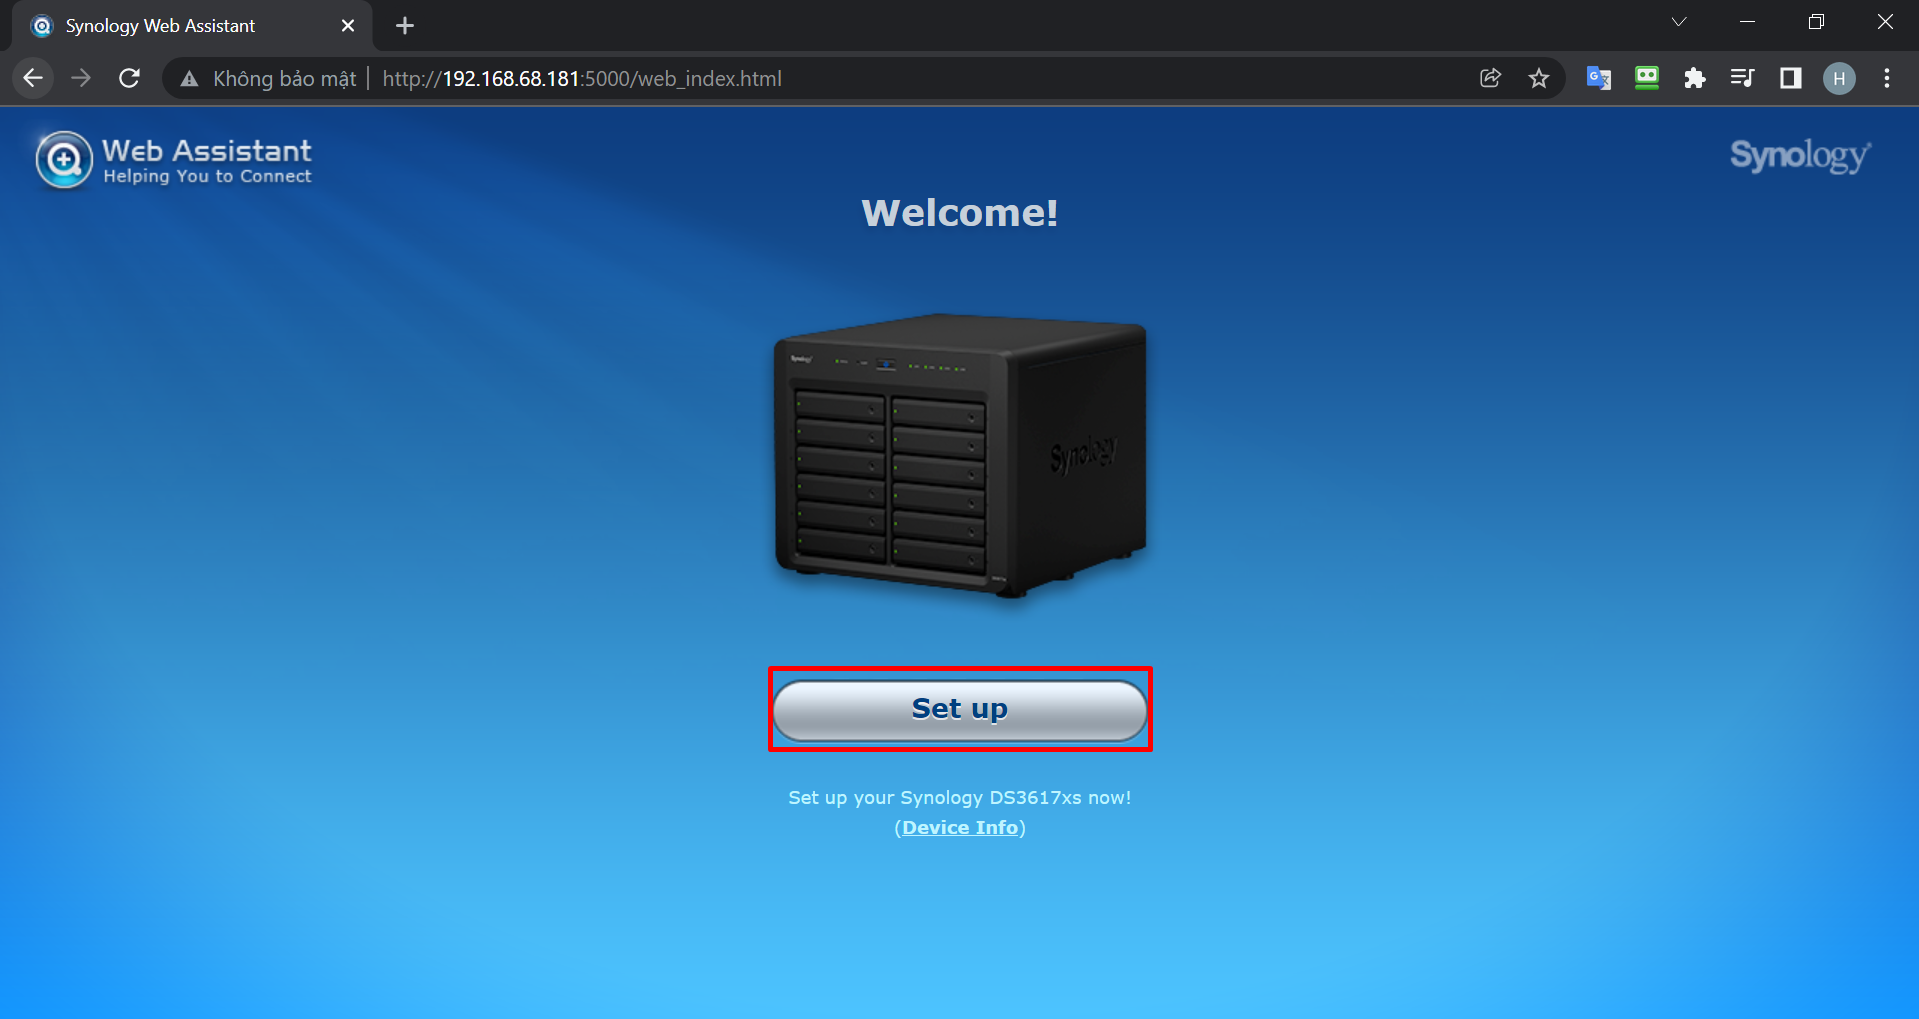 Synology Web Assistant
Không bảo mật | http://192.168.68.181:5000/web_index.html
H
Web Assistant
Helping You to Connect
Synology
Welcome!
Synology
Synology
Set up
Set up your Synology DS3617xs now!
(Device Info)